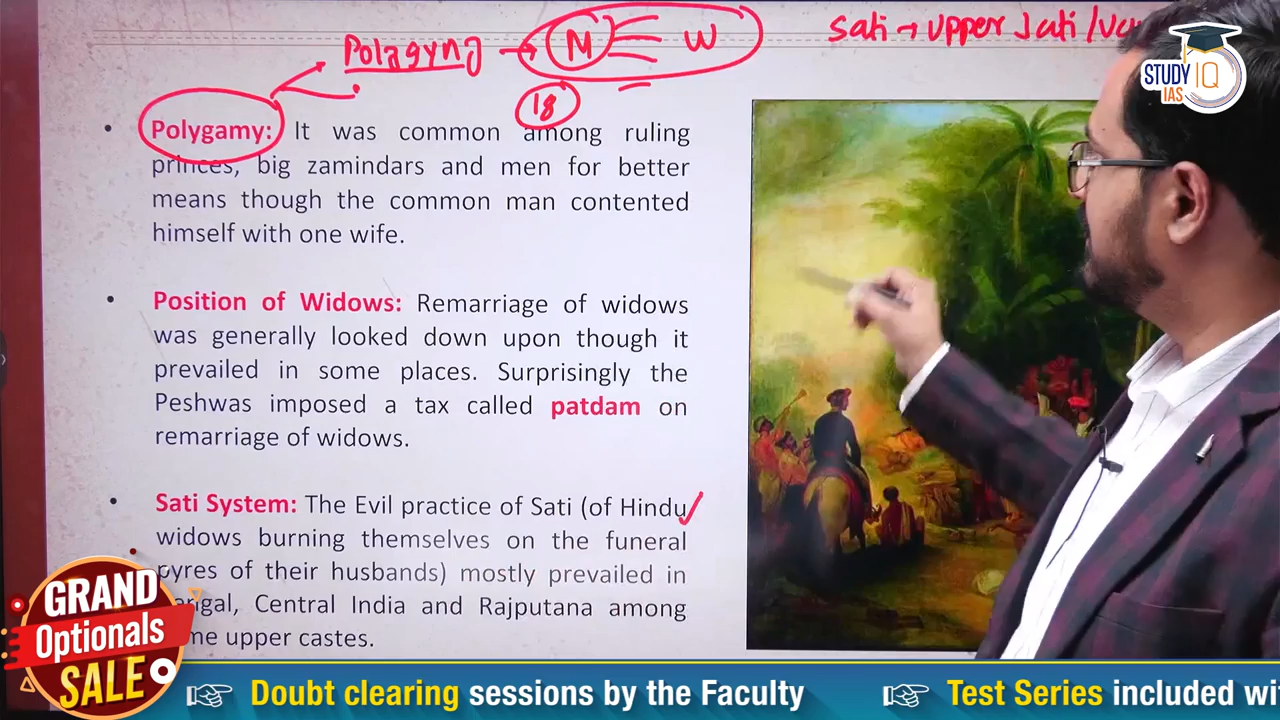 Polygyny → M W
Sati → Upper Jati /
18
STUDY IQ
IAS
• Polygamy: It was common among ruling
princes, big zamindars and men for better
means though the common man contented
himself with one wife.
• Position of Widows: Remarriage of widows
was generally looked down upon though it
prevailed in some places. Surprisingly the
Peshwas imposed a tax called patdam on
remarriage of widows.
• Sati System: The Evil practice of Sati (of Hindu
widows burning themselves on the funeral
pyres of their husbands) mostly prevailed in
Central India and Rajputana among
upper castes.
GRAND
Optionals
SALE
Doubt clearing sessions by the Faculty
Test Series included wi